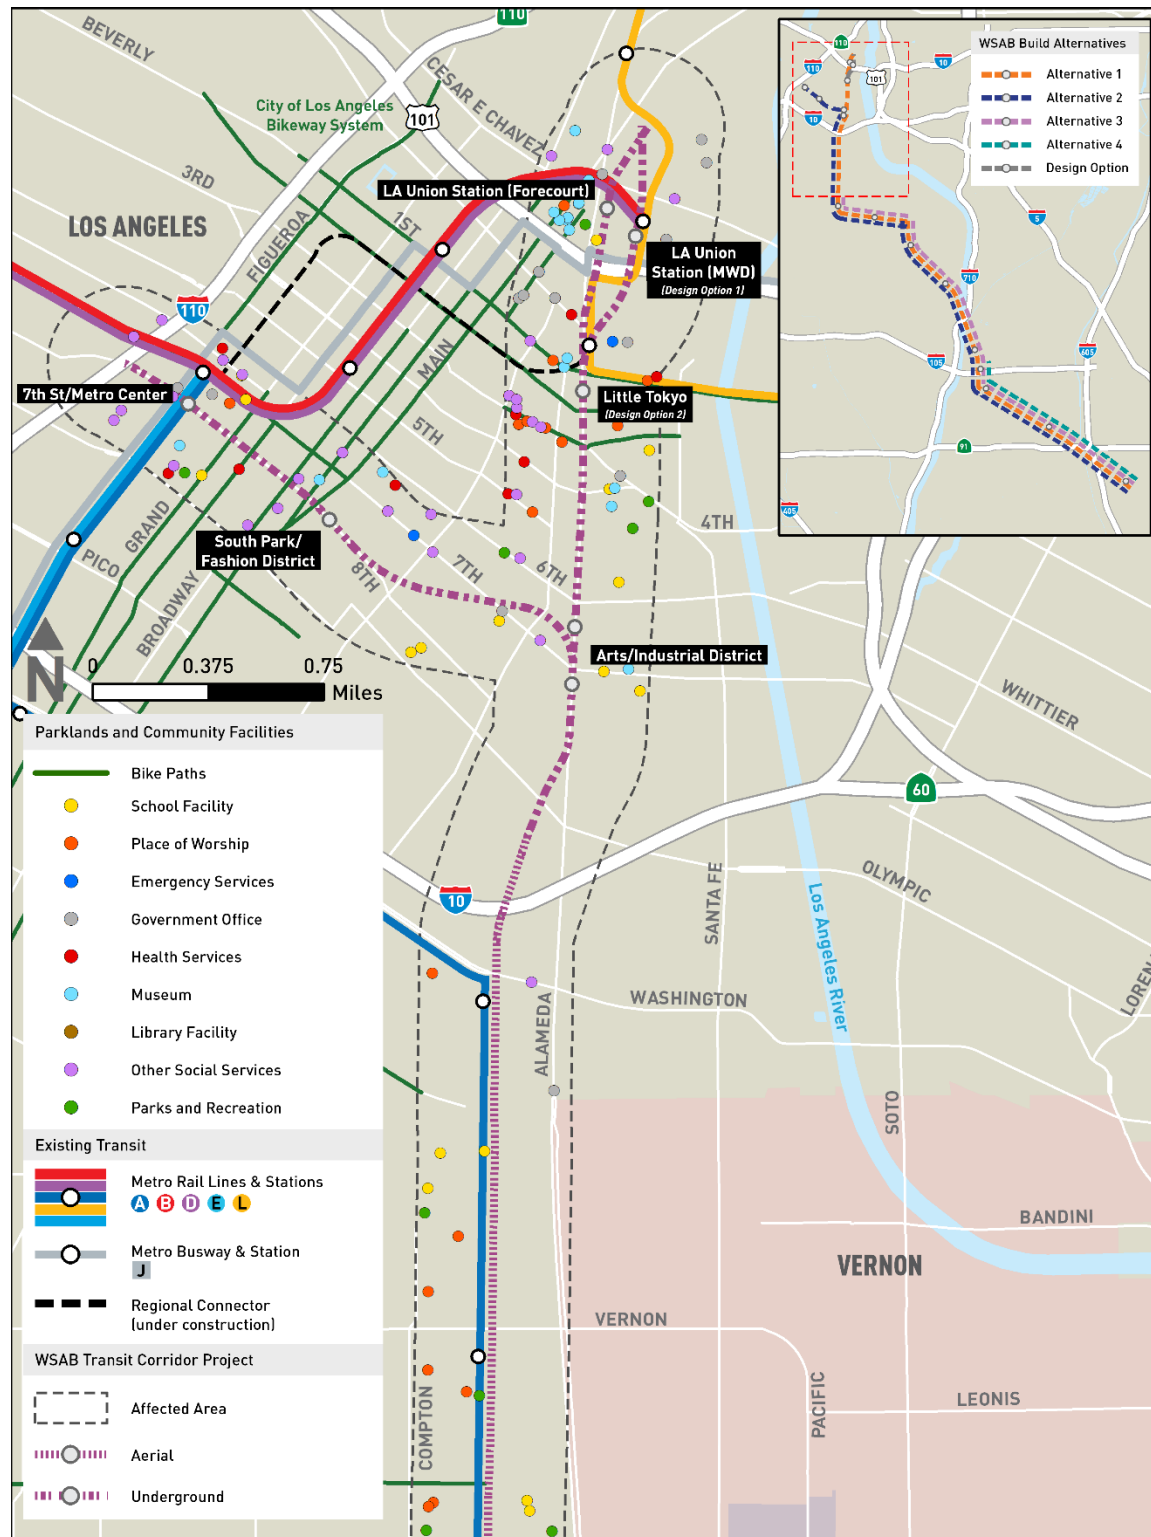 110
BEVERLY
CESAR E CHAVEZ
City of Los Angeles
Bikeway System
101
3RD
LA Union Station (Forecourt)
1ST
LOS ANGELES
FIGUEROA
LA Union
Station (MWD)
(Design Option 1)
110
MAIN
7th St/Metro Center
Little Tokyo
(Design Option 2)
5TH
4TH
GRAND
South Park/
Fashion District
PICO
8TH
7TH
6TH
BROADWAY
Arts/Industrial District
N
0 0.375 0.75
Miles
WHITTIER
60
OLYMPIC
10
SANTA FE
Los Angeles River
WASHINGTON
ALAMEDA
SOTO
BANDINI
VERNON
VERNON
COMPTON
PACIFIC
LEONIS
Parklands and Community Facilities
Bike Paths
School Facility
Place of Worship
Emergency Services
Government Office
Health Services
Museum
Library Facility
Other Social Services
Parks and Recreation
Existing Transit
Metro Rail Lines & Stations
A B D E L
Metro Busway & Station
J
Regional Connector
(under construction)
WSAB Transit Corridor Project
Affected Area
Aerial
Underground
WSAB Build Alternatives
Alternative 1
Alternative 2
Alternative 3
Alternative 4
Design Option
110
110
10
101
10
5
710
105
605
91
405